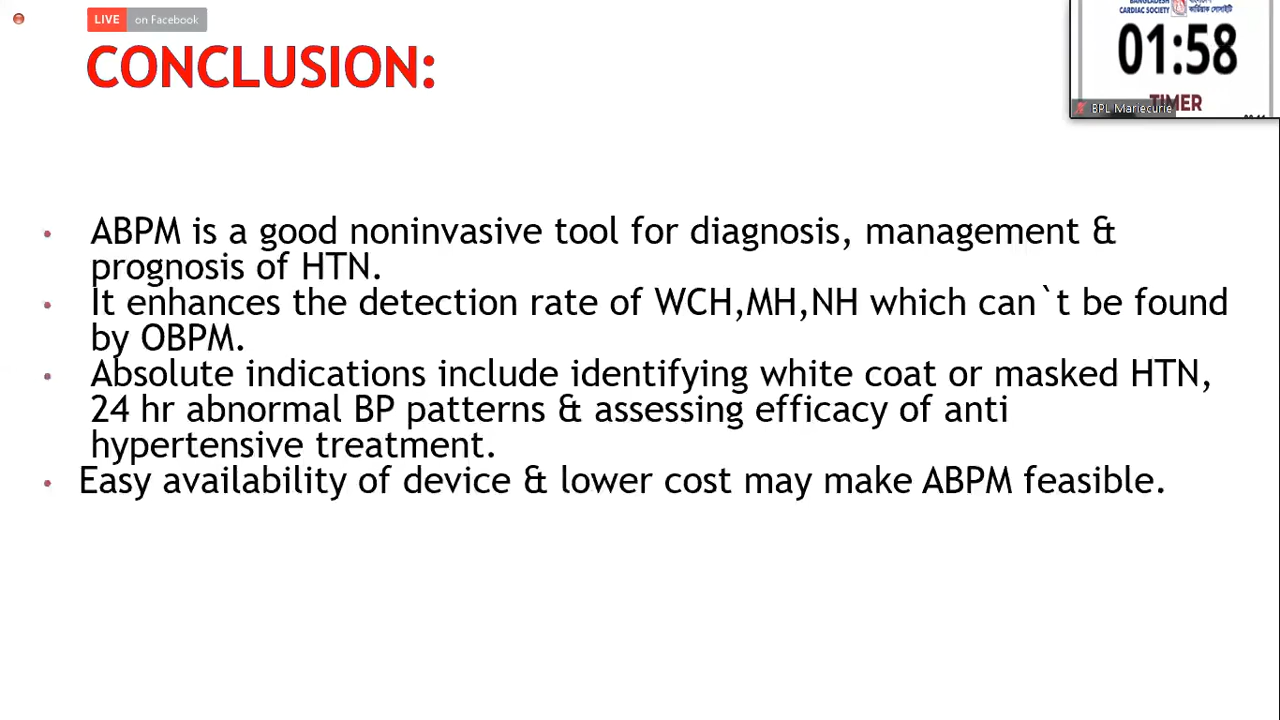 LIVE on Facebook
BANGLADESH
CARDIAC SOCIETY
কার্ডিয়াক সোসাইটি
01:58
TIMER
BPL Mariecurie
CONCLUSION:
• ABPM is a good noninvasive tool for diagnosis, management &
prognosis of HTN.
• It enhances the detection rate of WCH,MH,NH which can`t be found
by OBPM.
• Absolute indications include identifying white coat or masked HTN,
24 hr abnormal BP patterns & assessing efficacy of anti
hypertensive treatment.
• Easy availability of device & lower cost may make ABPM feasible.